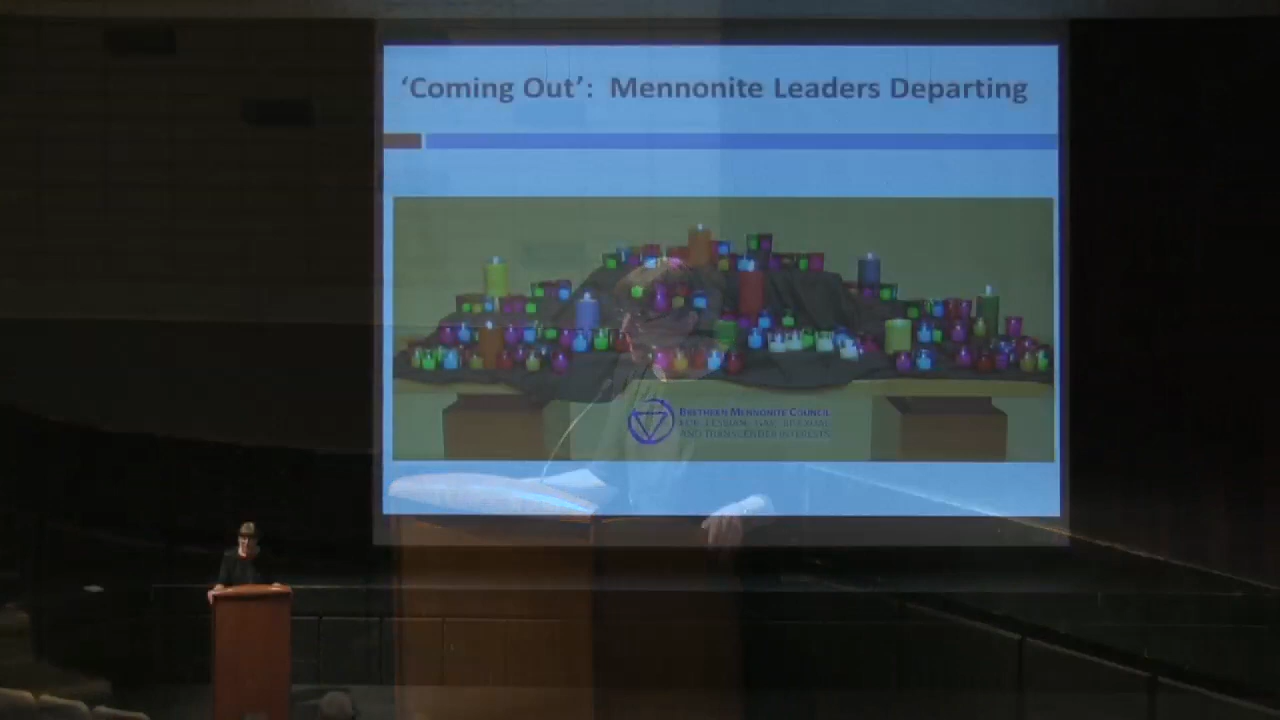 ‘Coming Out’: Mennonite Leaders Departing
BRETHREN MENNONITE COUNCIL
FOR LESBIAN, GAY, BISEXUAL
AND TRANSGENDER INTERESTS